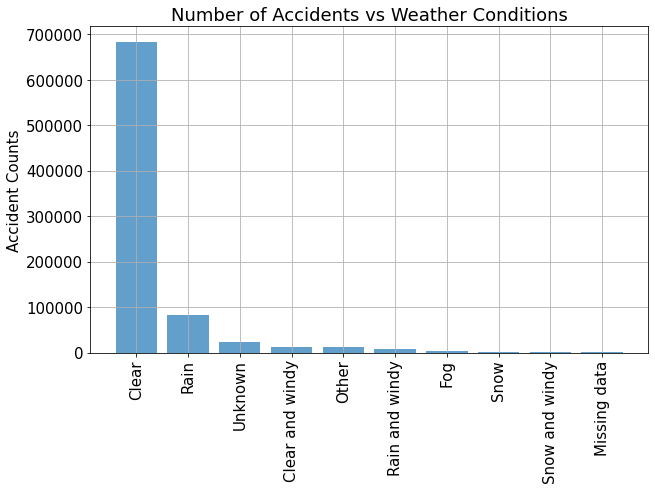 Number of Accidents vs Weather Conditions
Accident Counts
700000
600000
500000
400000
300000
200000
100000
0
Clear
Rain
Unknown
Clear and windy
Other
Rain and windy
Fog
Snow
Snow and windy
Missing data